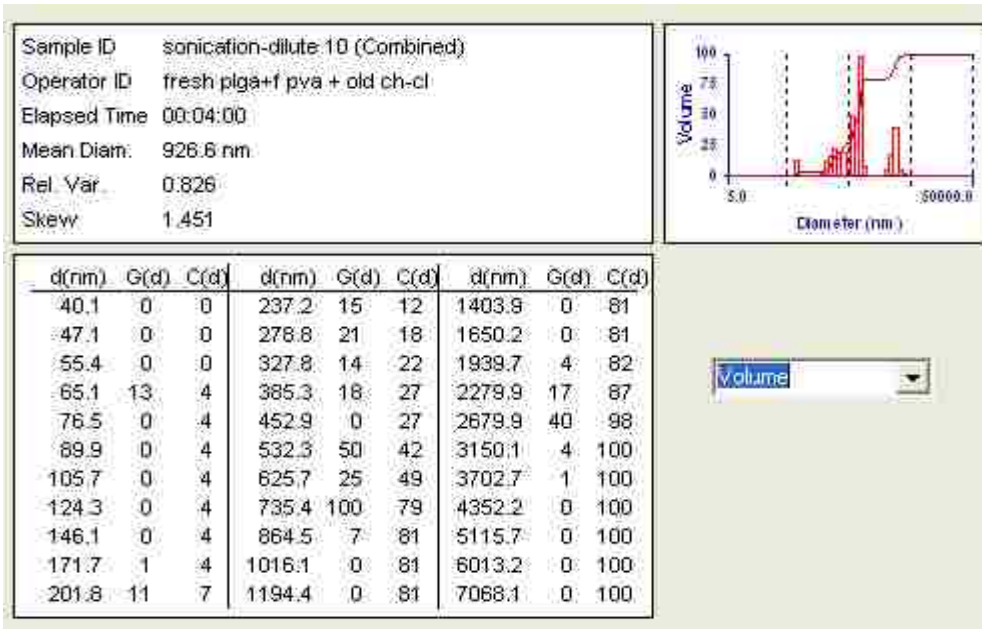 Sample ID sonication-dilute 10 (Combined)
Operator ID fresh plga+f pva + old ch-cl
Elapsed Time 00:04:00
Mean Diam. 926.6 nm
Rel. Var. 0.826
Skew 1.451
100
75
50
25
0
Volume
5.0 50000.0
Diameter (nm)
d(nm) G(d) C(d) d(nm) G(d) C(d) d(nm) G(d) C(d)
40.1 0 0 237.2 15 12 1403.9 0 81
47.1 0 0 278.8 21 18 1650.2 0 81
55.4 0 0 327.8 14 22 1939.7 4 82
65.1 13 4 385.3 18 27 2279.9 17 87
76.5 0 4 452.9 0 27 2679.9 40 98
89.9 0 4 532.3 50 42 3150.1 4 100
105.7 0 4 625.7 25 49 3702.7 1 100
124.3 0 4 735.4 100 79 4352.2 0 100
146.1 0 4 864.5 7 81 5115.7 0 100
171.7 1 4 1016.1 0 81 6013.2 0 100
201.8 11 7 1194.4 0 81 7068.1 0 100
Volume